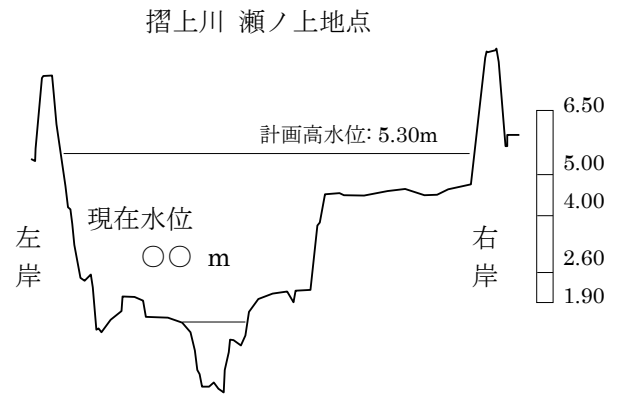 摺上川 瀬ノ上地点
計画高水位: 5.30m
現在水位
〇〇 m
左岸
右岸
6.50
5.00
4.00
2.60
1.90